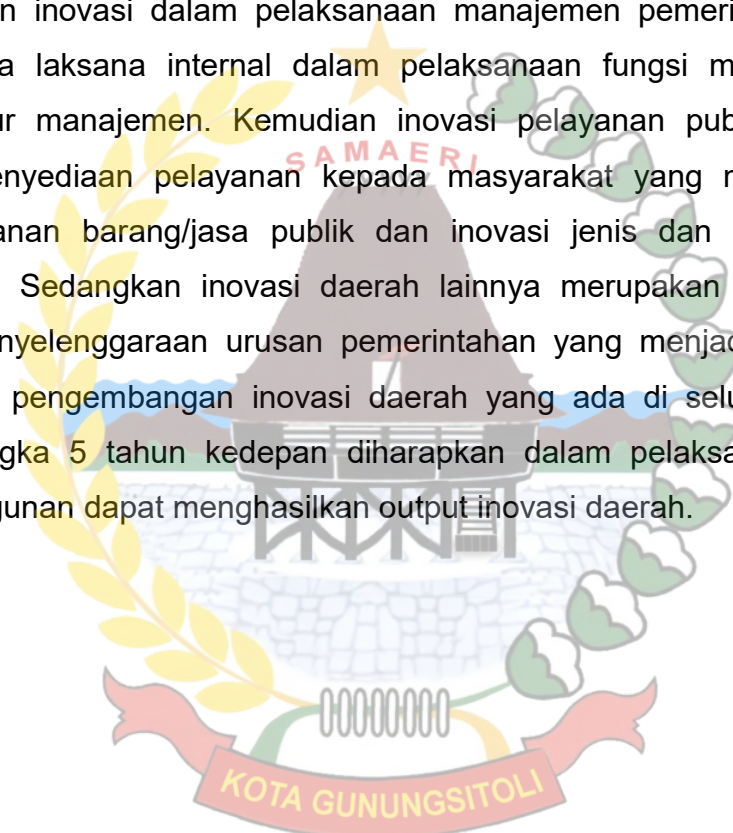 n inovasi dalam pelaksanaan manajemen pemeri
a laksana internal dalam pelaksanaan fungsi m
ur manajemen. Kemudian inovasi pelayanan pub
SAMAERI
enyediaan pelayanan kepada masyarakat yang
anan barang/jasa publik dan inovasi jenis dan
Sedangkan inovasi daerah lainnya merupakan
nyelenggaraan urusan pemerintahan yang menjad
pengembangan inovasi daerah yang ada di selu
gka 5 tahun kedepan diharapkan dalam pelaksa
gunan dapat menghasilkan output inovasi daerah.
KOTA GUNUNGSITOLI